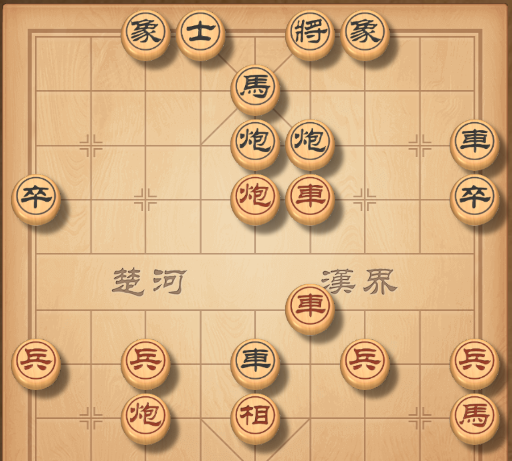 象 士 將 象
馬
炮 炮 車
卒 炮 車 卒
楚河 漢界
車
兵 兵 車 兵 兵
炮 相 馬